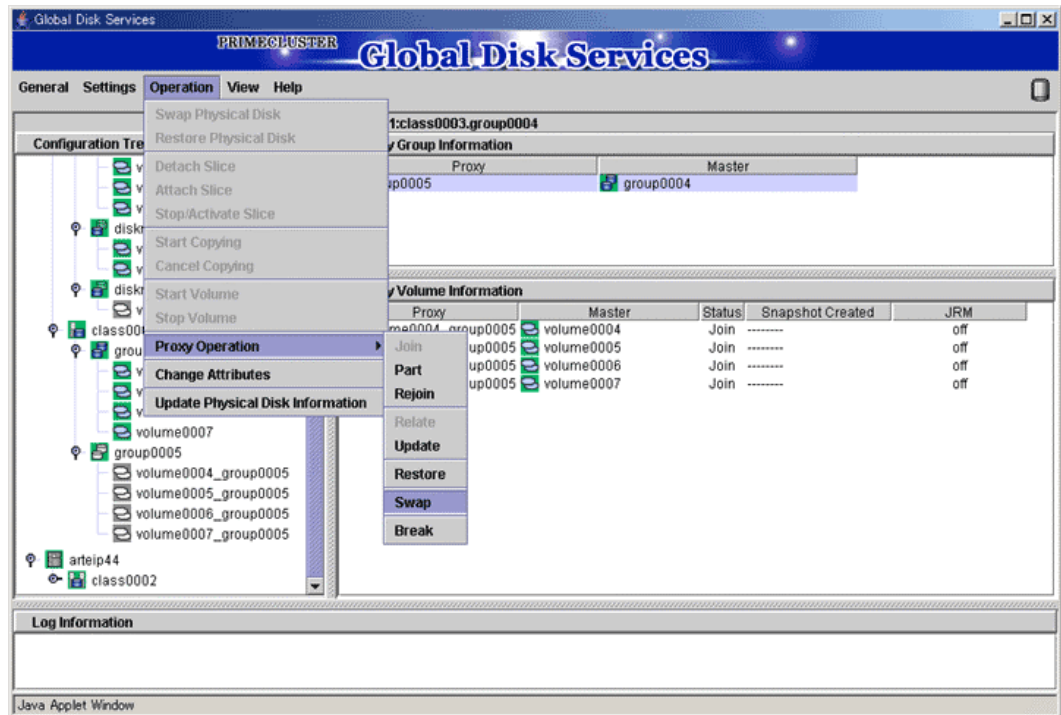 Global Disk Services
PRIMECLUSTER
Global Disk Services
General Settings Operation View Help
1:class0003.group0004
Configuration Tre
y Group Information
Proxy Master
up0005 group0004
y Volume Information
Proxy Master Status Snapshot Created JRM
me0004_group0005 volume0004 Join -------- off
up0005 volume0005 Join -------- off
up0005 volume0006 Join -------- off
up0005 volume0007 Join -------- off
Swap Physical Disk
Restore Physical Disk
Detach Slice
Attach Slice
Stop/Activate Slice
Start Copying
Cancel Copying
Start Volume
Stop Volume
Proxy Operation
Change Attributes
Update Physical Disk Information
Join
Part
Rejoin
Relate
Update
Restore
Swap
Break
v
v
v
disk
v
v
disk
v
class00
grou
v
v
v
volume0007
group0005
volume0004_group0005
volume0005_group0005
volume0006_group0005
volume0007_group0005
arteip44
class0002
Log Information
Java Applet Window